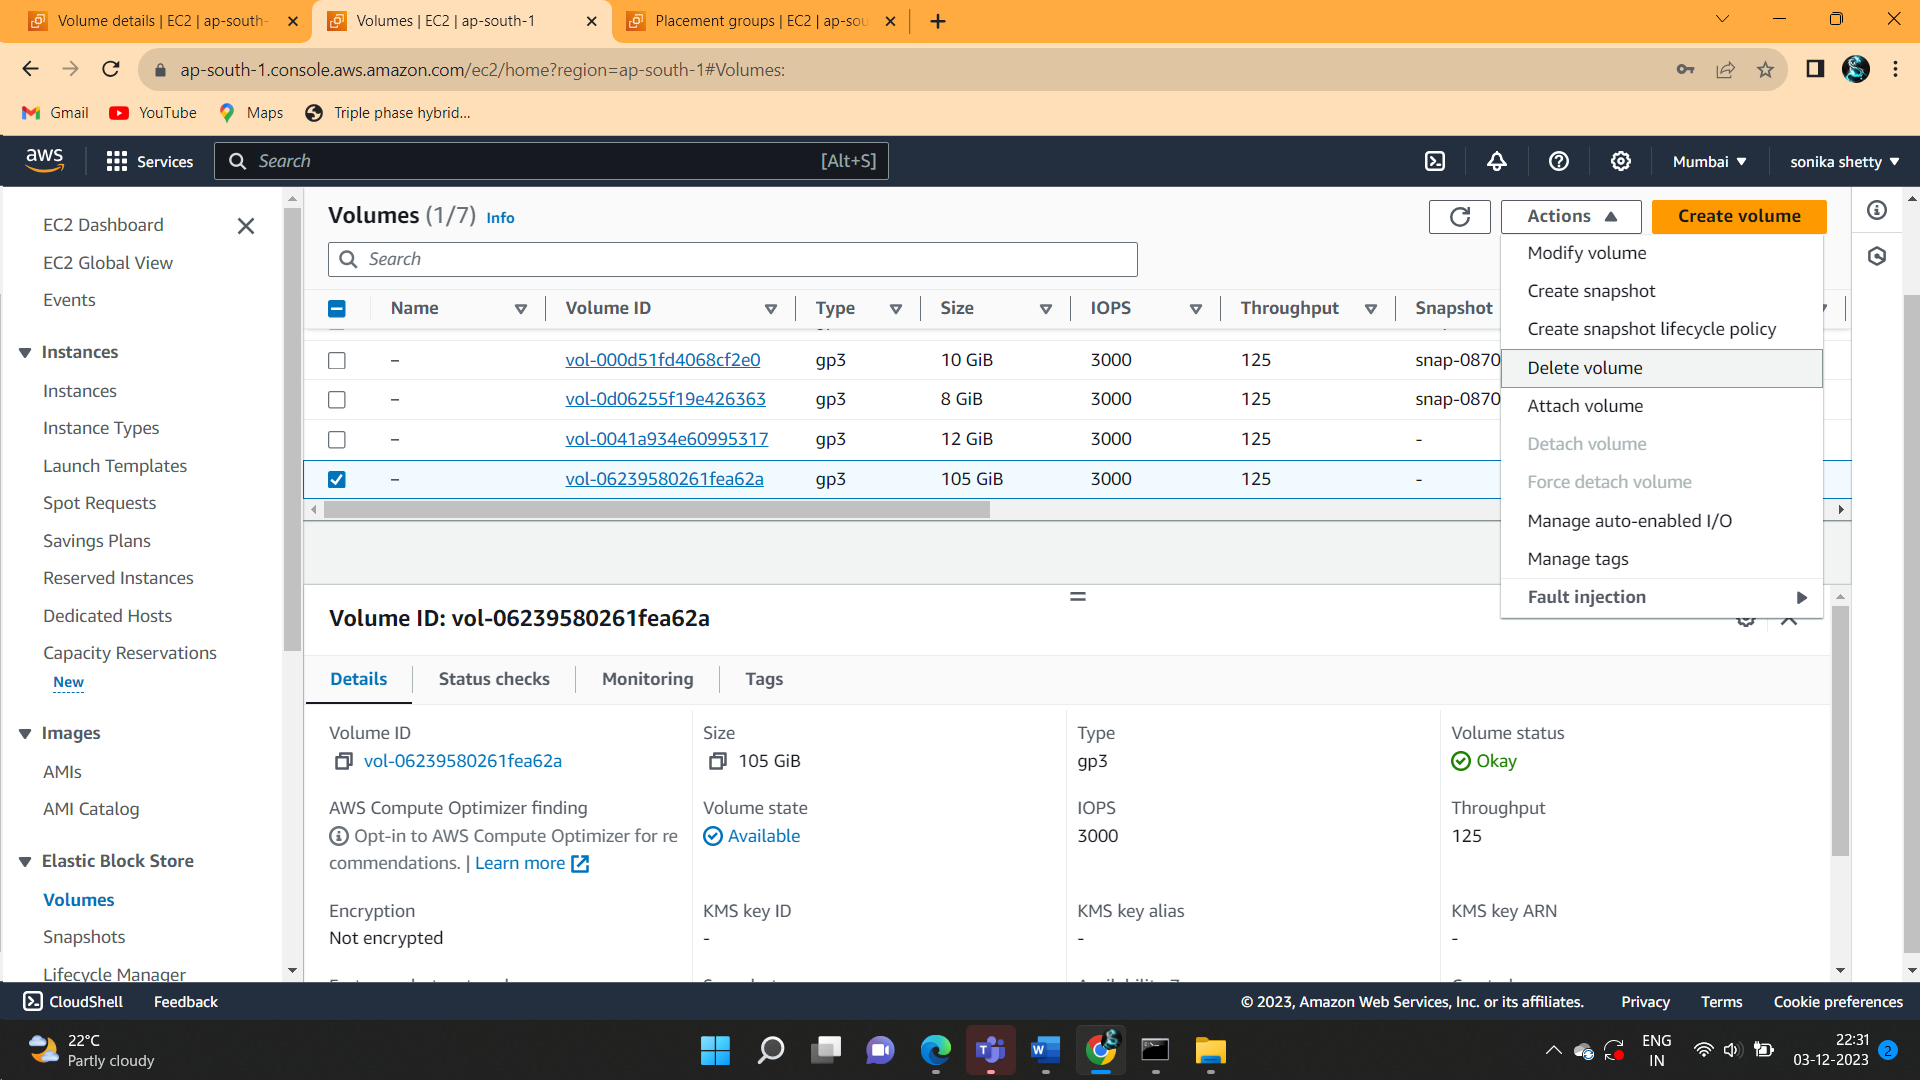 Volume details | EC2 | ap-south-
Volumes | EC2 | ap-south-1
Placement groups | EC2 | ap-sou
ap-south-1.console.aws.amazon.com/ec2/home?region=ap-south-1#Volumes:
Gmail
YouTube
Maps
Triple phase hybrid...
aws
Services
Search
[Alt+S]
Mumbai
sonika shetty
EC2 Dashboard
EC2 Global View
Events
Instances
Instances
Instance Types
Launch Templates
Spot Requests
Savings Plans
Reserved Instances
Dedicated Hosts
Capacity Reservations
New
Images
AMIs
AMI Catalog
Elastic Block Store
Volumes
Snapshots
Lifecycle Manager
Volumes (1/7) Info
Actions
Create volume
Search
Name Volume ID Type Size IOPS Throughput Snapshot
– vol-000d51fd4068cf2e0 gp3 10 GiB 3000 125 snap-0870
– vol-0d06255f19e426363 gp3 8 GiB 3000 125 snap-0870
– vol-0041a934e60995317 gp3 12 GiB 3000 125 -
– vol-06239580261fea62a gp3 105 GiB 3000 125 -
Modify volume
Create snapshot
Create snapshot lifecycle policy
Delete volume
Attach volume
Detach volume
Force detach volume
Manage auto-enabled I/O
Manage tags
Fault injection
Volume ID: vol-06239580261fea62a
Details
Status checks
Monitoring
Tags
Volume ID
vol-06239580261fea62a
Size
105 GiB
Type
gp3
Volume status
Okay
AWS Compute Optimizer finding
Opt-in to AWS Compute Optimizer for re
commendations. | Learn more
Volume state
Available
IOPS
3000
Throughput
125
Encryption
Not encrypted
KMS key ID
-
KMS key alias
-
KMS key ARN
-
CloudShell
Feedback
© 2023, Amazon Web Services, Inc. or its affiliates.
Privacy
Terms
Cookie preferences
22°C
Partly cloudy
ENG
IN
22:31
03-12-2023
2